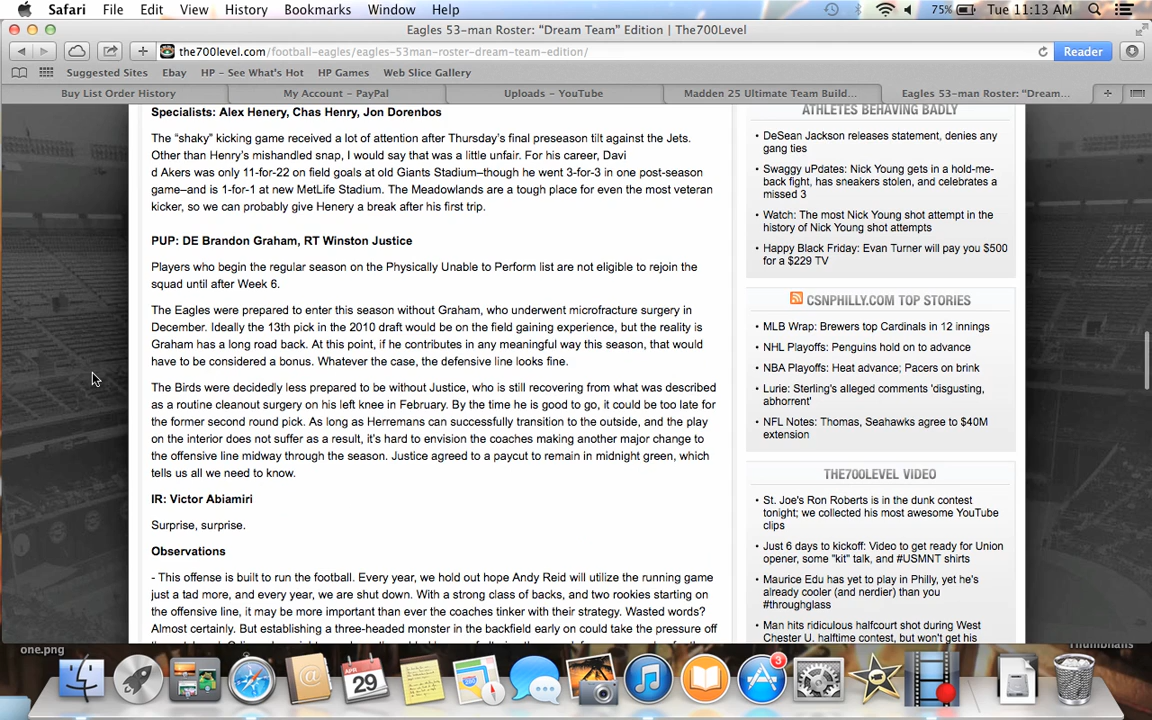 Safari File Edit View History Bookmarks Window Help 75% Tue 11:13 AM
Eagles 53-man Roster: “Dream Team” Edition | The700Level
the700level.com/football-eagles/eagles-53man-roster-dream-team-edition/ Reader
Suggested Sites Ebay HP - See What's Hot HP Games Web Slice Gallery
Buy List Order History My Account - PayPal Uploads - YouTube Madden 25 Ultimate Team Build... Eagles 53-man Roster: “Dream...
Specialists: Alex Henery, Chas Henry, Jon Dorenbos
The “shaky” kicking game received a lot of attention after Thursday’s final preseason tilt against the Jets.
Other than Henry’s mishandled snap, I would say that was a little unfair. For his career, Davi
d Akers was only 11-for-22 on field goals at old Giants Stadium–though he went 3-for-3 in one post-season
game–and is 1-for-1 at new MetLife Stadium. The Meadowlands are a tough place for even the most veteran
kicker, so we can probably give Henery a break after his first trip.
PUP: DE Brandon Graham, RT Winston Justice
Players who begin the regular season on the Physically Unable to Perform list are not eligible to rejoin the
squad until after Week 6.
The Eagles were prepared to enter this season without Graham, who underwent microfracture surgery in
December. Ideally the 13th pick in the 2010 draft would be on the field gaining experience, but the reality is
Graham has a long road back. At this point, if he contributes in any meaningful way this season, that would
have to be considered a bonus. Whatever the case, the defensive line looks fine.
The Birds were decidedly less prepared to be without Justice, who is still recovering from what was described
as a routine cleanout surgery on his left knee in February. By the time he is good to go, it could be too late for
the former second round pick. As long as Herremans can successfully transition to the outside, and the play
on the interior does not suffer as a result, it’s hard to envision the coaches making another major change to
the offensive line midway through the season. Justice agreed to a paycut to remain in midnight green, which
tells us all we need to know.
IR: Victor Abiamiri
Surprise, surprise.
Observations
- This offense is built to run the football. Every year, we hold out hope Andy Reid will utilize the running game
just a tad more, and every year, we are shut down. With a strong class of backs, and two rookies starting on
the offensive line, it may be more important than ever the coaches tinker with their strategy. Wasted words?
Almost certainly. But establishing a three-headed monster in the backfield early on could take the pressure off
ATHLETES BEHAVING BADLY
• DeSean Jackson releases statement, denies any
gang ties
• Swaggy uPdates: Nick Young gets in a hold-me-
back fight, has sneakers stolen, and celebrates a
missed 3
• Watch: The most Nick Young shot attempt in the
history of Nick Young shot attempts
• Happy Black Friday: Evan Turner will pay you $500
for a $229 TV
CSNPHILLY.COM TOP STORIES
• MLB Wrap: Brewers top Cardinals in 12 innings
• NHL Playoffs: Penguins hold on to advance
• NBA Playoffs: Heat advance; Pacers on brink
• Lurie: Sterling's alleged comments 'disgusting,
abhorrent'
• NFL Notes: Thomas, Seahawks agree to $40M
extension
THE700LEVEL VIDEO
• St. Joe's Ron Roberts is in the dunk contest
tonight; we collected his most awesome YouTube
clips
• Just 6 days to kickoff: Video to get ready for Union
opener, some "kit" talk, and #USMNT shirts
• Maurice Edu has yet to play in Philly, yet he's
already cooler (and nerdier) than you
#throughglass
• Man hits ridiculous halfcourt shot during West
Chester U. halftime contest, but won't get his
one.png
Thumbnails
APR
29
3